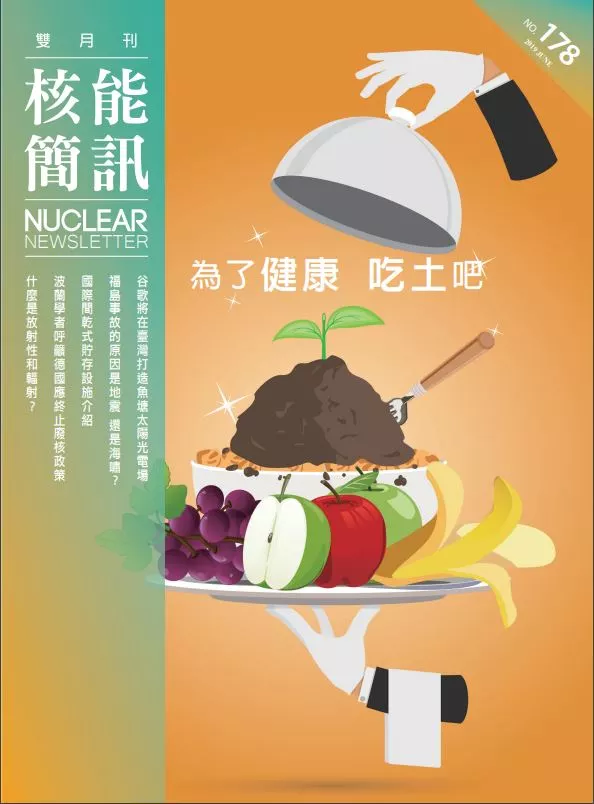 雙月刊
核能
簡訊
NUCLEAR
NEWSLETTER
NO. 178
2019 JUNE
為了健康 吃土吧
谷歌將在臺灣打造魚塘太陽光電場
福島事故的原因是地震 還是海嘯？
國際間乾式貯存設施介紹
波蘭學者呼籲德國應終止廢核政策
什麼是放射性和輻射？